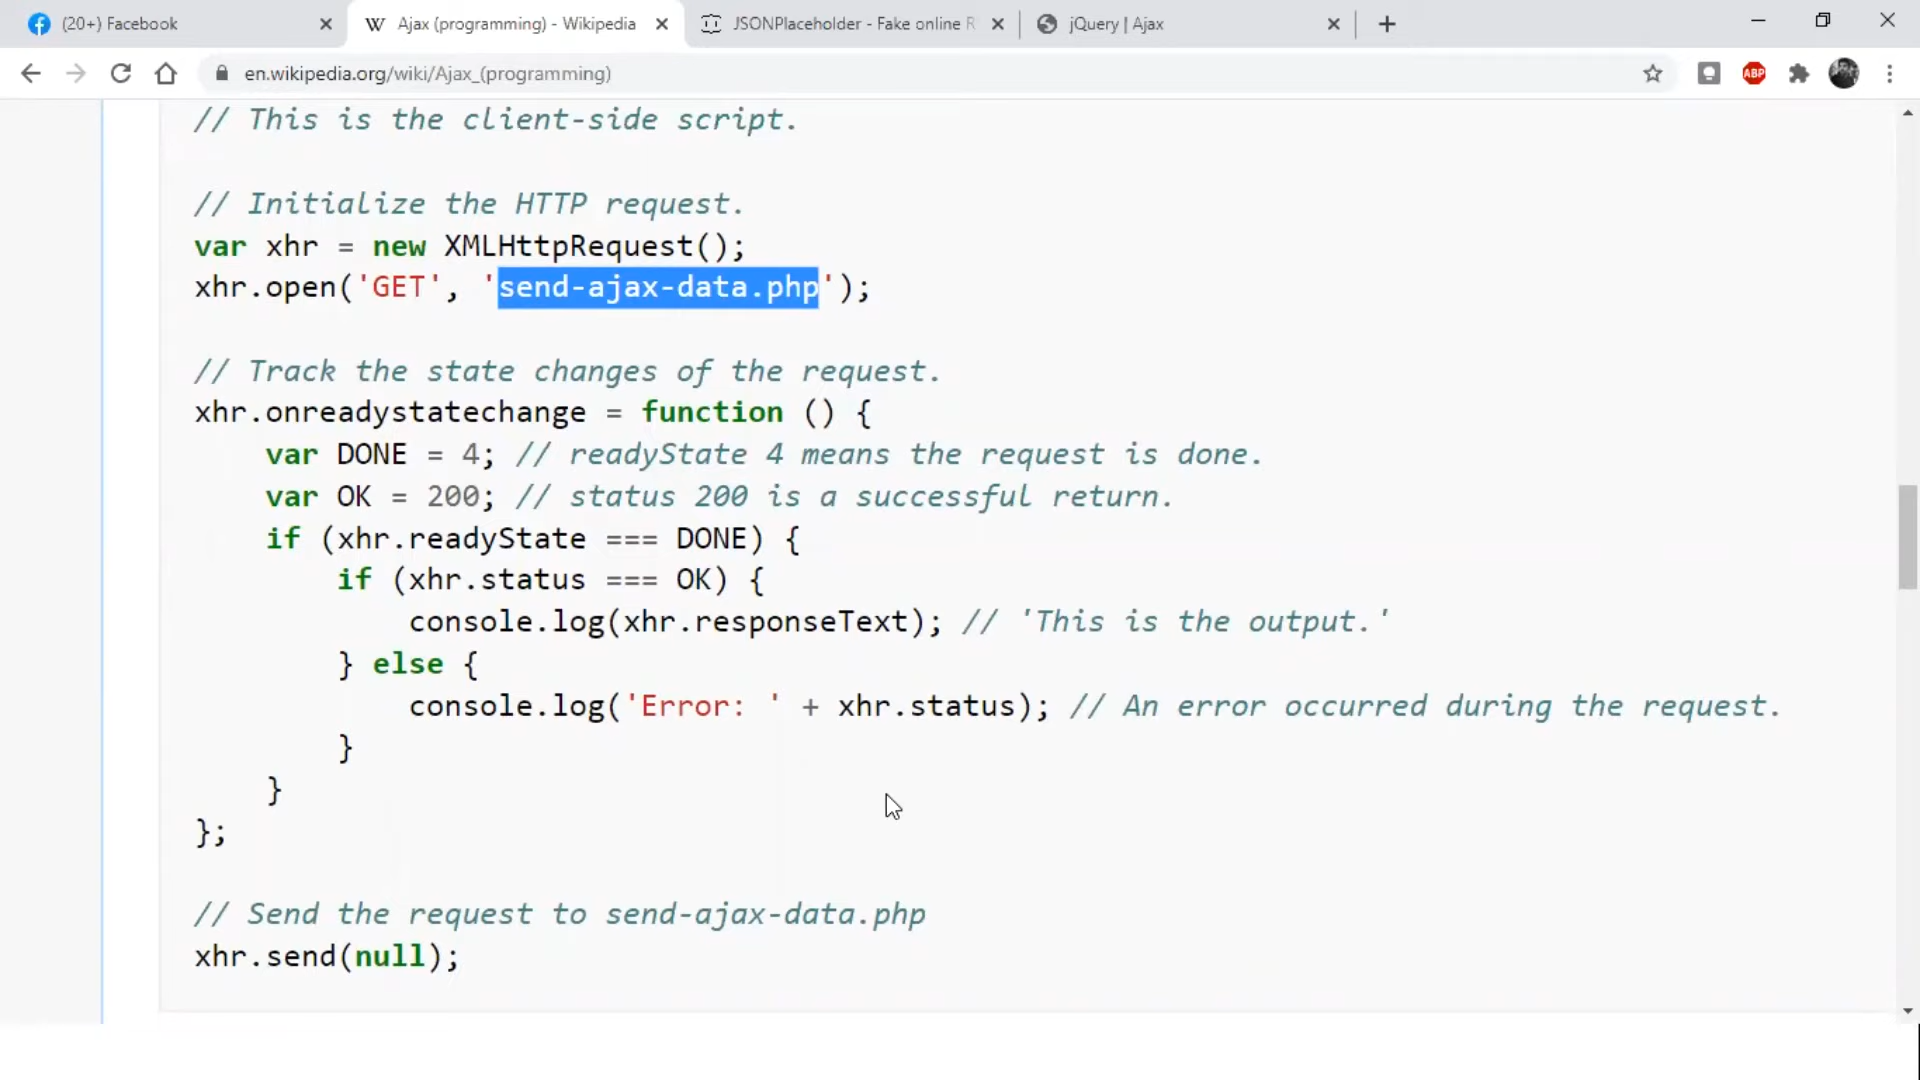 (20+) Facebook
Ajax (programming) - Wikipedia
JSONPlaceholder - Fake online R
jQuery | Ajax
en.wikipedia.org/wiki/Ajax_(programming)
ABP
// This is the client-side script.
// Initialize the HTTP request.
var xhr = new XMLHttpRequest();
xhr.open('GET', 'send-ajax-data.php');
// Track the state changes of the request.
xhr.onreadystatechange = function () {
var DONE = 4; // readyState 4 means the request is done.
var OK = 200; // status 200 is a successful return.
if (xhr.readyState === DONE) {
if (xhr.status === OK) {
console.log(xhr.responseText); // 'This is the output.'
} else {
console.log('Error: ' + xhr.status); // An error occurred during the request.
}
}
};
// Send the request to send-ajax-data.php
xhr.send(null);